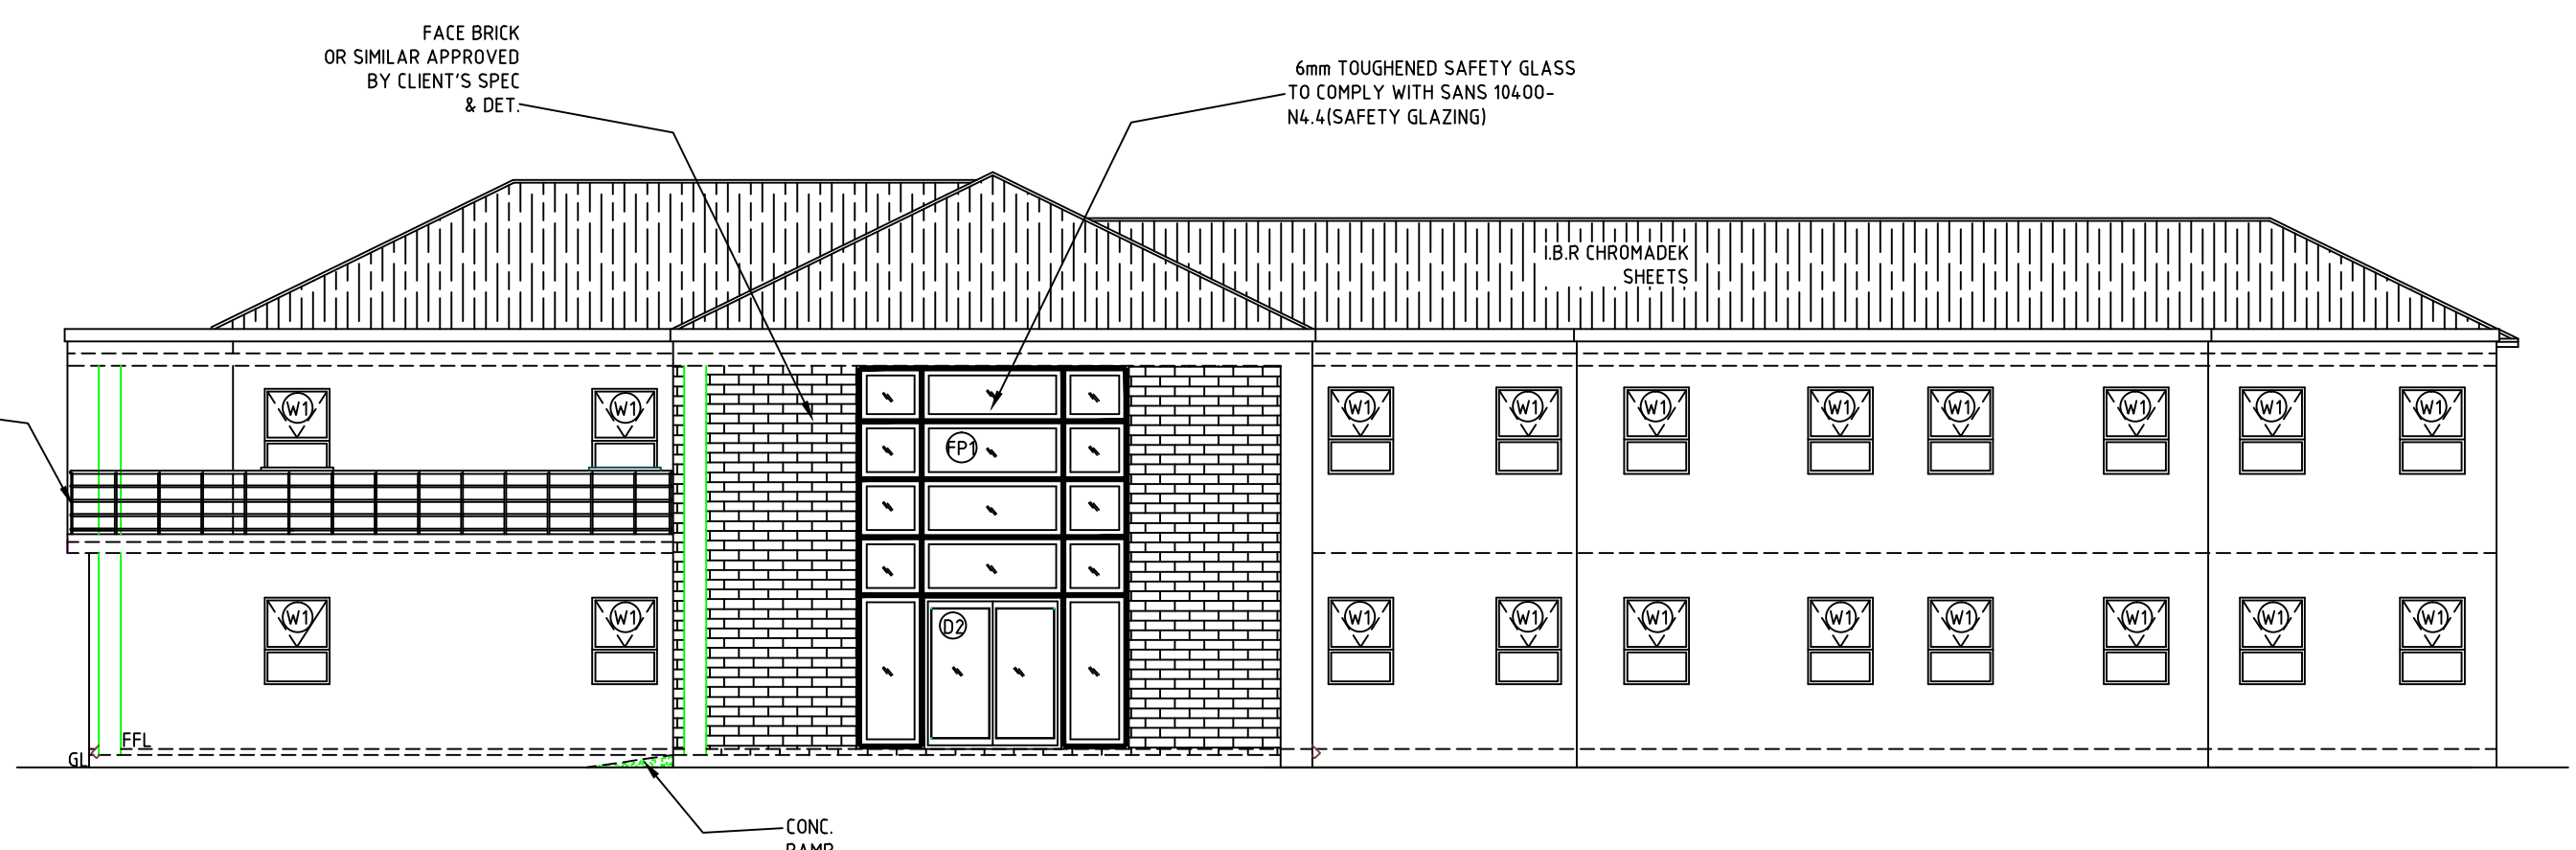 FACE BRICK
OR SIMILAR APPROVED
BY CLIENT'S SPEC
& DET.
6mm TOUGHENED SAFETY GLASS
TO COMPLY WITH SANS 10400-
N4.4(SAFETY GLAZING)
I.B.R CHROMADEK
SHEETS
W1 W1 W1 W1 W1 W1 W1 W1 W1 W1
FP1
W1 W1 W1 W1 W1 W1 W1 W1 W1 W1
D2
FFL
GL
CONC.
RAMP